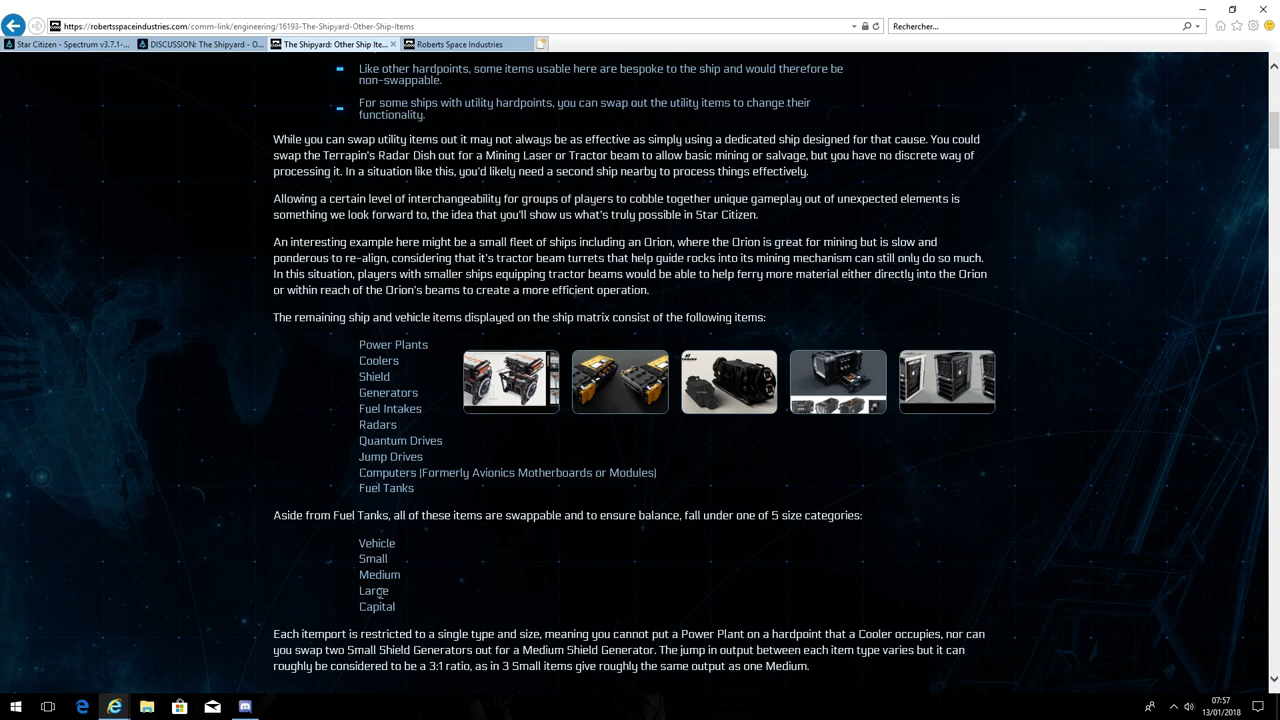 https://robertsspaceindustries.com/comm-link/engineering/16193-The-Shipyard-Other-Ship-Items
Rechercher...
Star Citizen - Spectrum v3.7.1-...
DISCUSSION: The Shipyard - O...
The Shipyard: Other Ship Ite...
Roberts Space Industries
Like other hardpoints, some items usable here are bespoke to the ship and would therefore be
non-swappable.
For some ships with utility hardpoints, you can swap out the utility items to change their
functionality.
While you can swap utility items out it may not always be as effective as simply using a dedicated ship designed for that cause. You could
swap the Terrapin's Radar Dish out for a Mining Laser or Tractor beam to allow basic mining or salvage, but you have no discrete way of
processing it. In a situation like this, you'd likely need a second ship nearby to process things effectively.
Allowing a certain level of interchangeability for groups of players to cobble together unique gameplay out of unexpected elements is
something we look forward to, the idea that you'll show us what's truly possible in Star Citizen.
An interesting example here might be a small fleet of ships including an Orion, where the Orion is great for mining but is slow and
ponderous to re-align, considering that it's tractor beam turrets that help guide rocks into its mining mechanism can still only do so much.
In this situation, players with smaller ships equipping tractor beams would be able to help ferry more material either directly into the Orion
or within reach of the Orion's beams to create a more efficient operation.
The remaining ship and vehicle items displayed on the ship matrix consist of the following items:
Power Plants
Coolers
Shield
Generators
Fuel Intakes
Radars
Quantum Drives
Jump Drives
Computers (Formerly Avionics Motherboards or Modules)
Fuel Tanks
Aside from Fuel Tanks, all of these items are swappable and to ensure balance, fall under one of 5 size categories:
Vehicle
Small
Medium
Large
Capital
Each itemport is restricted to a single type and size, meaning you cannot put a Power Plant on a hardpoint that a Cooler occupies, nor can
you swap two Small Shield Generators out for a Medium Shield Generator. The jump in output between each item type varies but it can
roughly be considered to be a 3:1 ratio, as in 3 Small items give roughly the same output as one Medium.
07:57
13/01/2018